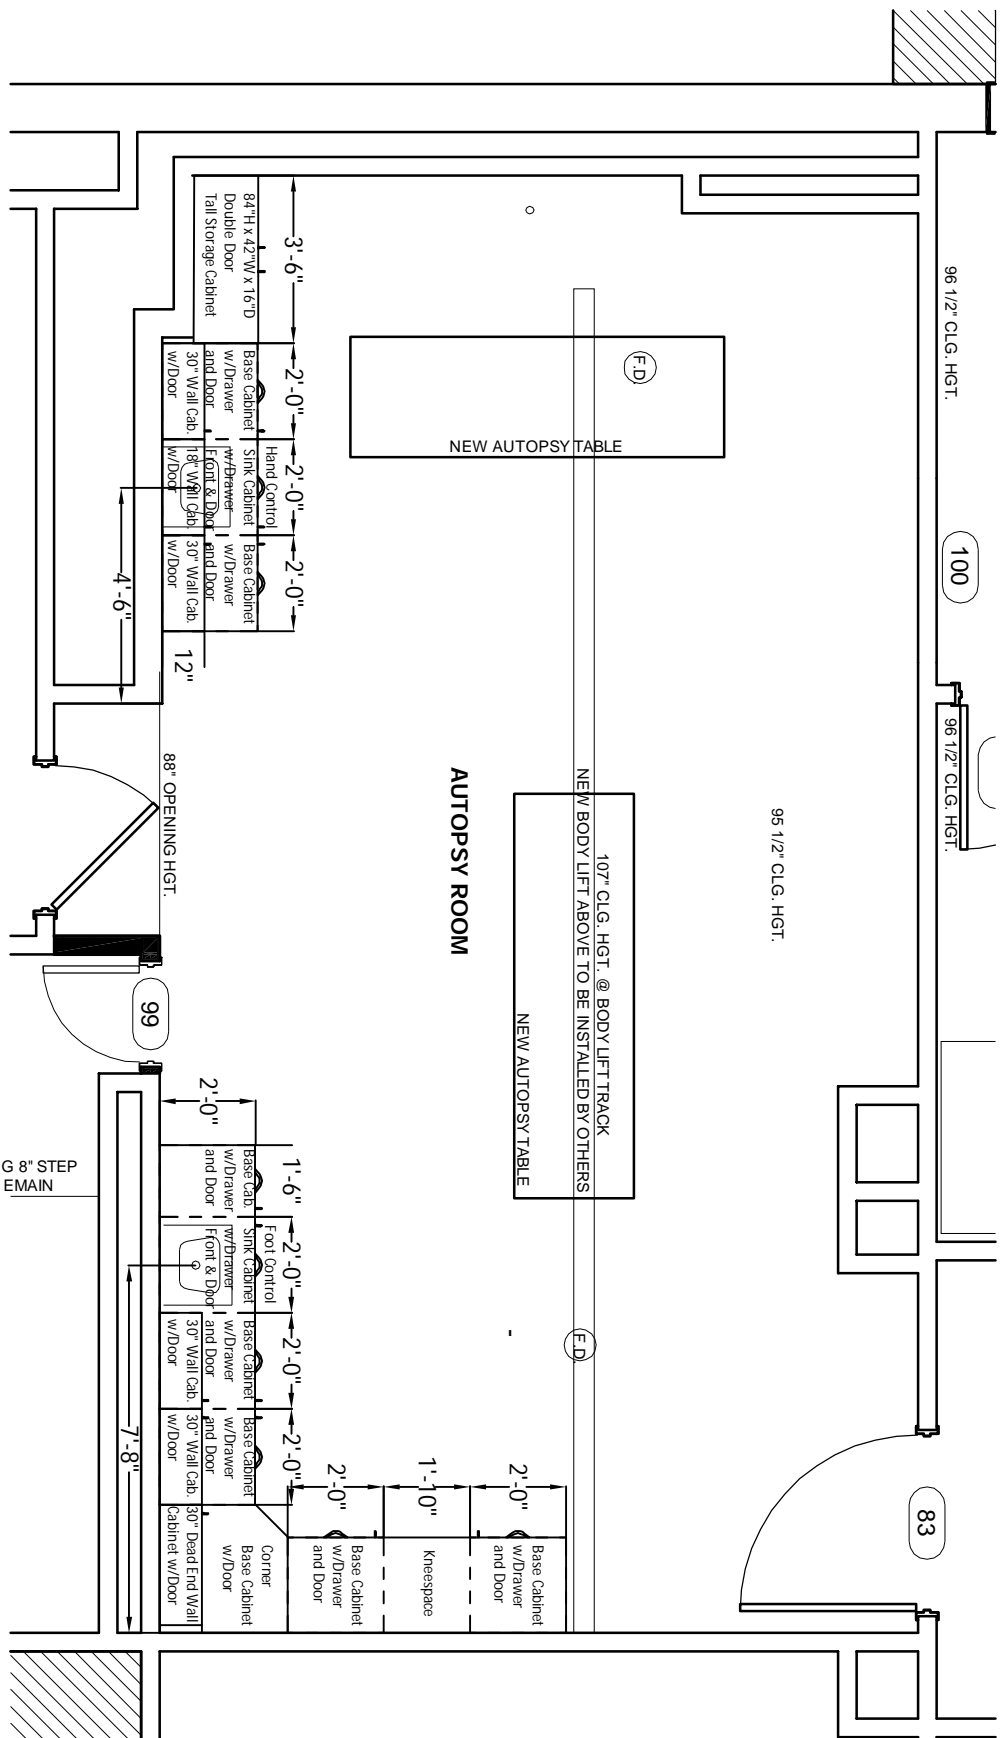 96 1/2" CLG. HGT.
100
96 1/2" CLG. HGT.
95 1/2" CLG. HGT.
83
F.D.
NEW AUTOPSY TABLE
107" CLG. HGT. @ BODY LIFT TRACK
NEW BODY LIFT ABOVE TO BE INSTALLED BY OTHERS
NEW AUTOPSY TABLE
F.D.
AUTOPSY ROOM
3'-6"
2'-0"
2'-0"
2'-0"
84"H x 42"W x 16"D
Double Door
Tall Storage Cabinet
Base Cabinet
w/Drawer
and Door
30" Wall Cab.
w/Door
Hand Control
Sink Cabinet
w/Drawer
Front & Door
18" Wall Cab.
w/Door
Base Cabinet
w/Drawer
and Door
30" Wall Cab.
w/Door
12"
4'-6"
88" OPENING HGT.
99
2'-0"
1'-6"
2'-0"
2'-0"
2'-0"
Base Cab.
w/Drawer
and Door
Foot Control
Sink Cabinet
w/Drawer
Front & Door
Base Cabinet
w/Drawer
and Door
30" Wall Cab.
w/Door
Base Cabinet
w/Drawer
and Door
30" Wall Cab.
w/Door
7'-8"
2'-0"
1'-10"
2'-0"
Base Cabinet
w/Drawer
and Door
Kneespace
Base Cabinet
w/Drawer
and Door
Corner
Base Cabinet
w/Door
30" Dead End Wall
Cabinet w/Door
G 8" STEP
EMAIN